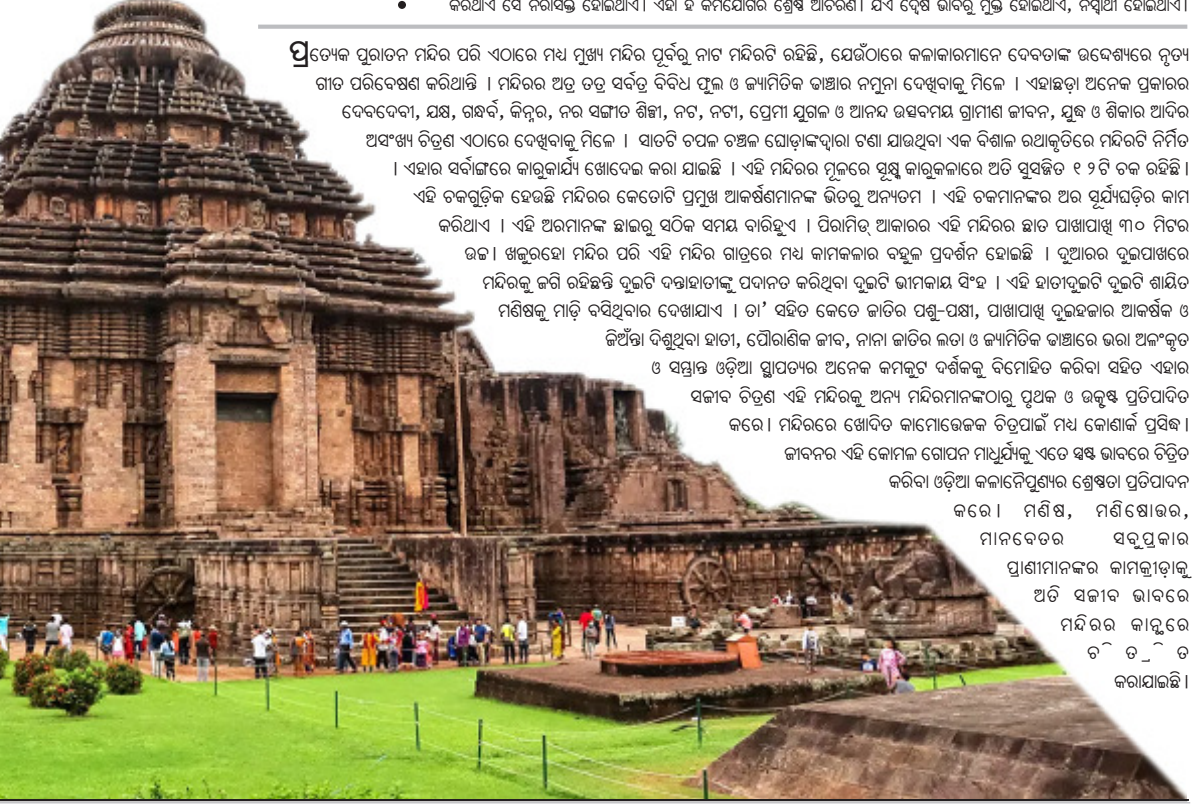 • କରିଥାଏ ସେ ନିରାସକ୍ତ ହୋଇଥାଏ। ଏହା ହିଁ କର୍ମଯୋଗର ଶ୍ରେଷ୍ଠ ଆଚରଣ। ଯିଏ ଦ୍ୱେଷ ଭାବରୁ ମୁକ୍ତ ହୋଇଥାଏ, ନିସ୍ୱାର୍ଥୀ ହୋଇଥାଏ।
ପ୍ରତ୍ୟେକ ପୁରାତନ ମନ୍ଦିର ପରି ଏଠାରେ ମଧ୍ୟ ମୁଖ୍ୟ ମନ୍ଦିର ପୂର୍ବରୁ ନାଟ ମନ୍ଦିରଟି ରହିଛି, ଯେଉଁଠାରେ କଳାକାରମାନେ ଦେବତାଙ୍କ ଉଦ୍ଦେଶ୍ୟରେ ନୃତ୍ୟ
ଗୀତ ପରିବେଷଣ କରିଥାନ୍ତି । ମନ୍ଦିରର ଅତ୍ର ତତ୍ର ସର୍ବତ୍ର ବିବିଧ ଫୁଲ ଓ ଜ୍ୟାମିତିକ ଢାଞ୍ଚାର ନମୁନା ଦେଖିବାକୁ ମିଳେ । ଏହାଛଡ଼ା ଅନେକ ପ୍ରକାରର
ଦେବଦେବୀ, ଯକ୍ଷ, ଗନ୍ଧର୍ବ, କିନ୍ନର, ନର ସଙ୍ଗୀତ ଶିଳ୍ପୀ, ନଟ, ନଟୀ, ପ୍ରେମୀ ଯୁଗଳ ଓ ଆନନ୍ଦ ଉତ୍ସବମୟ ଗ୍ରାମୀଣ ଜୀବନ, ଯୁଦ୍ଧ ଓ ଶିକାର ଆଦିର
ଅସଂଖ୍ୟ ଚିତ୍ରଣ ଏଠାରେ ଦେଖିବାକୁ ମିଳେ । ସାତଟି ଚପଳ ଚଞ୍ଚଳ ଘୋଡ଼ାଙ୍କଦ୍ୱାରା ଟଣା ଯାଉଥିବା ଏକ ବିଶାଳ ରଥାକୃତିରେ ମନ୍ଦିରଟି ନିର୍ମିତ
। ଏହାର ସର୍ବାଙ୍ଗରେ କାରୁକାର୍ଯ୍ୟ ଖୋଦେଇ କରା ଯାଇଛି । ଏହି ମନ୍ଦିରର ମୂଳରେ ସୂକ୍ଷ୍ମ କାରୁକଳାରେ ଅତି ସୁସଜ୍ଜିତ ୧ ୨ ଟି ଚକ ରହିଛି।
ଏହି ଚକଗୁଡ଼ିକ ହେଉଛି ମନ୍ଦିରର କେତୋଟି ପ୍ରମୁଖ ଆକର୍ଷଣମାନଙ୍କ ଭିତରୁ ଅନ୍ୟତମ । ଏହି ଚକମାନଙ୍କର ଅର ସୂର୍ଯ୍ୟଘଡ଼ିର କାମ
କରିଥାଏ । ଏହି ଅରମାନଙ୍କ ଛାଇରୁ ସଠିକ ସମୟ ବାରିହୁଏ । ପିରାମିଡ୍ ଆକାରର ଏହି ମନ୍ଦିରର ଛାତ ପାଖାପାଖି ୩୦ ମିଟର
ଉଚ୍ଚ। ଖଜୁରହୋ ମନ୍ଦିର ପରି ଏହି ମନ୍ଦିର ଗାତ୍ରରେ ମଧ୍ୟ କାମକଳାର ବହୁଳ ପ୍ରଦର୍ଶନ ହୋଇଛି । ଦୁଆରର ଦୁଇପାଖରେ
ମନ୍ଦିରକୁ ଜଗି ରହିଛନ୍ତି ଦୁଇଟି ଦନ୍ତାହାତୀଙ୍କୁ ପଦାନତ କରିଥିବା ଦୁଇଟି ଭୀମକାୟ ସିଂହ । ଏହି ହାତୀଦୁଇଟି ଦୁଇଟି ଶାୟିତ
ମଣିଷକୁ ମାଡ଼ି ବସିଥିବାର ଦେଖାଯାଏ । ତା’ ସହିତ କେତେ ଜାତିର ପଶୁ-ପକ୍ଷୀ, ପାଖାପାଖି ଦୁଇହଜାର ଆକର୍ଷକ ଓ
ଜିଅଁନ୍ତା ଦିଶୁଥିବା ହାତୀ, ପୌରାଣିକ ଜୀବ, ନାନା ଜାତିର ଲତା ଓ ଜ୍ୟାମିତିକ ଢାଞ୍ଚାରେ ଭରା ଅଳଂକୃତ
ଓ ସମ୍ଭ୍ରାନ୍ତ ଓଡ଼ିଆ ସ୍ଥାପତ୍ୟର ଅନେକ କମକୁଟ ଦର୍ଶକକୁ ବିମୋହିତ କରିବା ସହିତ ଏହାର
ସଜୀବ ଚିତ୍ରଣ ଏହି ମନ୍ଦିରକୁ ଅନ୍ୟ ମନ୍ଦିରମାନଙ୍କଠାରୁ ପୃଥକ ଓ ଉତ୍କୃଷ୍ଟ ପ୍ରତିପାଦିତ
କରେ। ମନ୍ଦିରରେ ଖୋଦିତ କାମୋତ୍ତେଜକ ଚିତ୍ରପାଇଁ ମଧ୍ୟ କୋଣାର୍କ ପ୍ରସିଦ୍ଧ।
ଜୀବନର ଏହି କୋମଳ ଗୋପନ ମାଧୁର୍ଯ୍ୟକୁ ଏତେ ସ୍ପଷ୍ଟ ଭାବରେ ଚିତ୍ରିତ
କରିବା ଓଡ଼ିଆ କଳାନୈପୁଣ୍ୟର ଶ୍ରେଷ୍ଠତା ପ୍ରତିପାଦନ
କରେ। ମଣିଷ, ମଣିଷୋତ୍ତର,
ମାନବେତର ସବୁପ୍ରକାର
ପ୍ରାଣୀମାନଙ୍କର କାମକ୍ରୀଡ଼ାକୁ
ଅତି ସଜୀବ ଭାବରେ
ମନ୍ଦିରର କାନ୍ଥରେ
ଚିତ୍ରିତ
କରାଯାଇଛି।